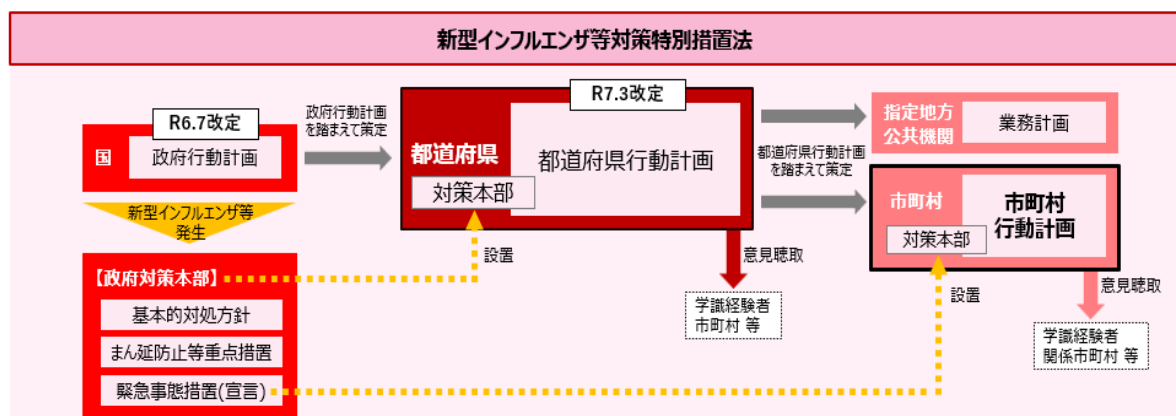 新型インフルエンザ等対策特別措置法
R6.7改定
国
政府行動計画
政府行動計画
を踏まえて策定
R7.3改定
都道府県
都道府県行動計画
対策本部
都道府県行動計画
を踏まえて策定
指定地方
公共機関
業務計画
市町村
市町村
行動計画
対策本部
新型インフルエンザ等
発生
【政府対策本部】
基本的対処方針
まん延防止等重点措置
緊急事態措置(宣言)
設置
意見聴取
学識経験者
市町村 等
設置
意見聴取
学識経験者
関係市町村 等